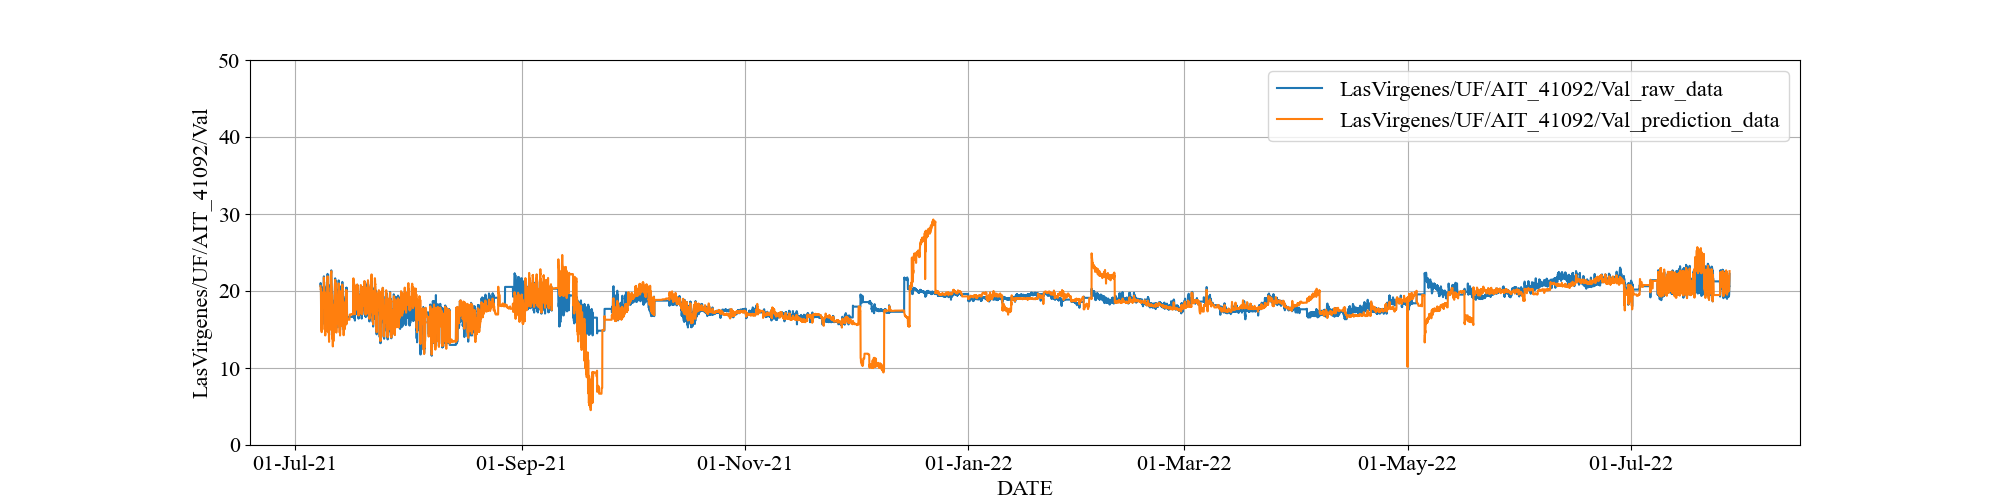 LasVirgenes/UF/AIT_41092/Val_raw_data
LasVirgenes/UF/AIT_41092/Val_prediction_data
LasVirgenes/UF/AIT_41092/Val
50
40
30
20
10
0
01-Jul-21
01-Sep-21
01-Nov-21
01-Jan-22
01-Mar-22
01-May-22
01-Jul-22
DATE